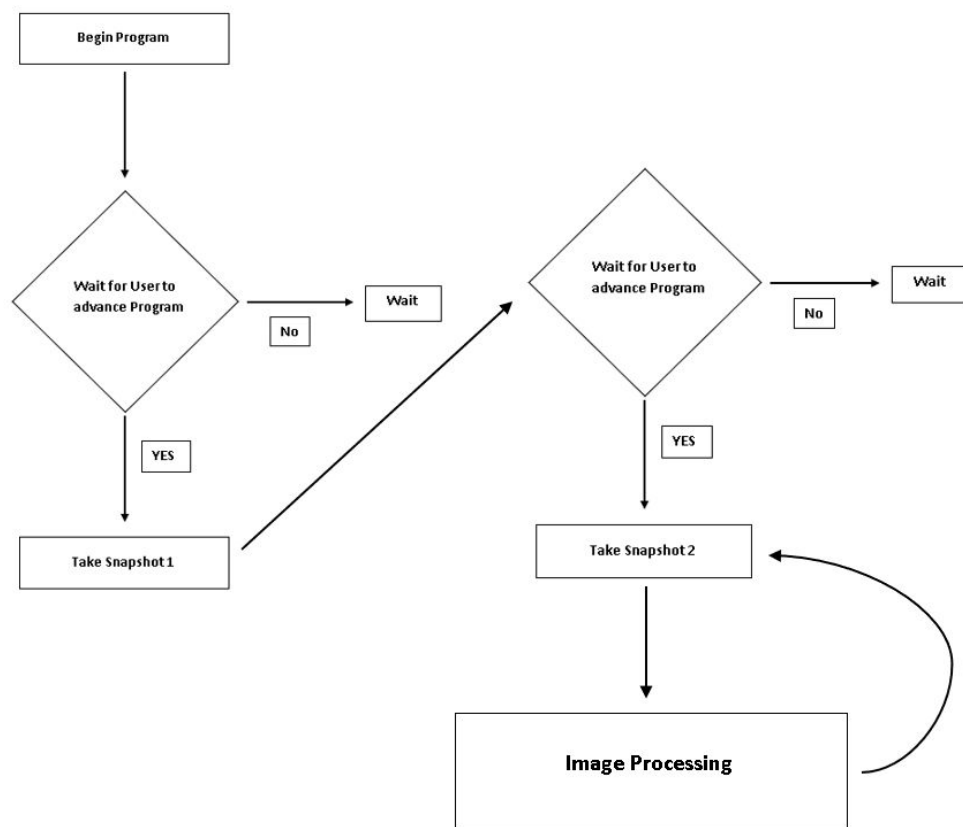 Begin Program
Wait for User to
advance Program
No
Wait
YES
Take Snapshot 1
Wait for User to
advance Program
No
Wait
YES
Take Snapshot 2
Image Processing